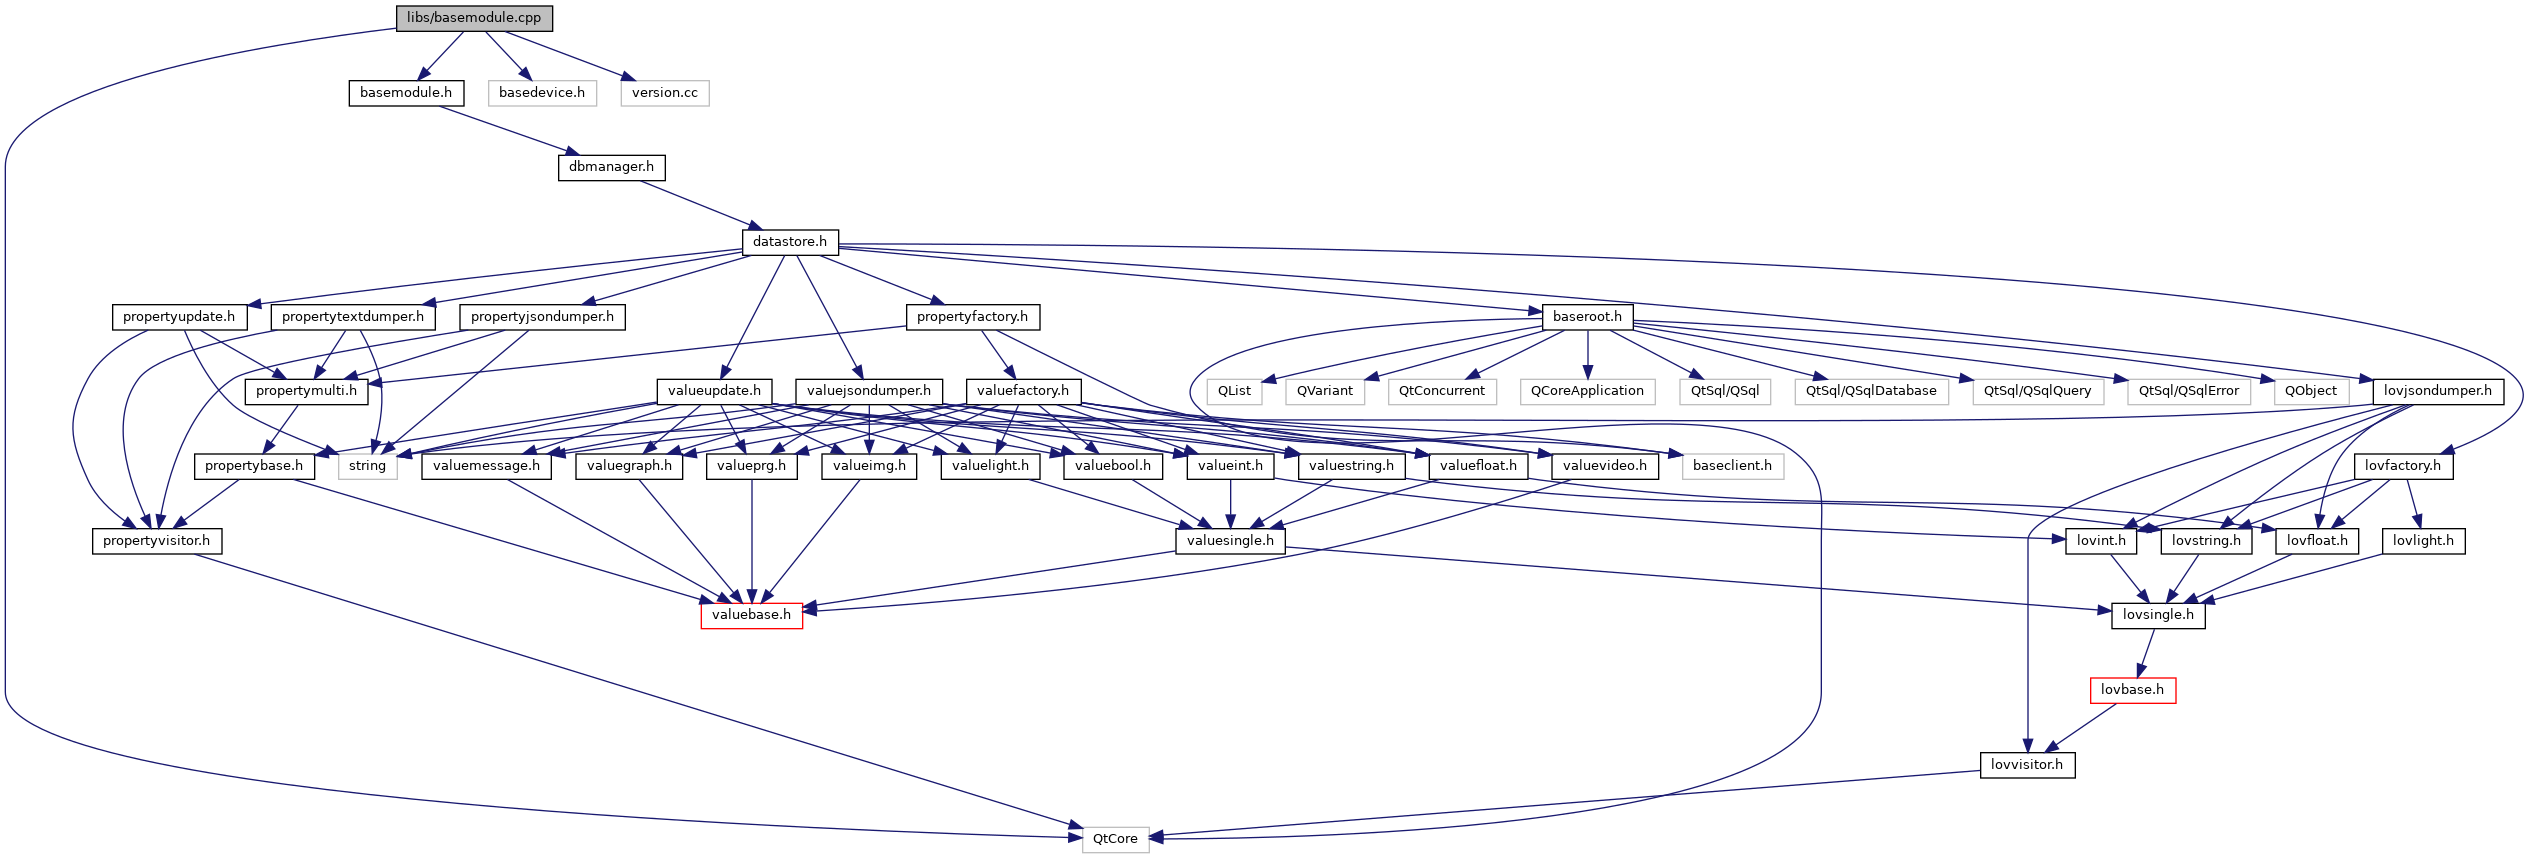 libs/basemodule.cpp
basemodule.h
basedevice.h
version.cc
dbmanager.h
datastore.h
propertyupdate.h
propertytextdumper.h
propertyjsondumper.h
propertyfactory.h
baseroot.h
propertymulti.h
valueupdate.h
valuejsondumper.h
valuefactory.h
QList
QVariant
QtConcurrent
QCoreApplication
QtSql/QSql
QtSql/QSqlDatabase
QtSql/QSqlQuery
QtSql/QSqlError
QObject
lovjsondumper.h
propertybase.h
string
valuemessage.h
valuegraph.h
valueprg.h
valueimg.h
valuelight.h
valuebool.h
valueint.h
valuestring.h
valuefloat.h
valuevideo.h
baseclient.h
lovfactory.h
propertyvisitor.h
valuesingle.h
lovint.h
lovstring.h
lovfloat.h
lovlight.h
valuebase.h
lovsingle.h
lovbase.h
lovvisitor.h
QtCore